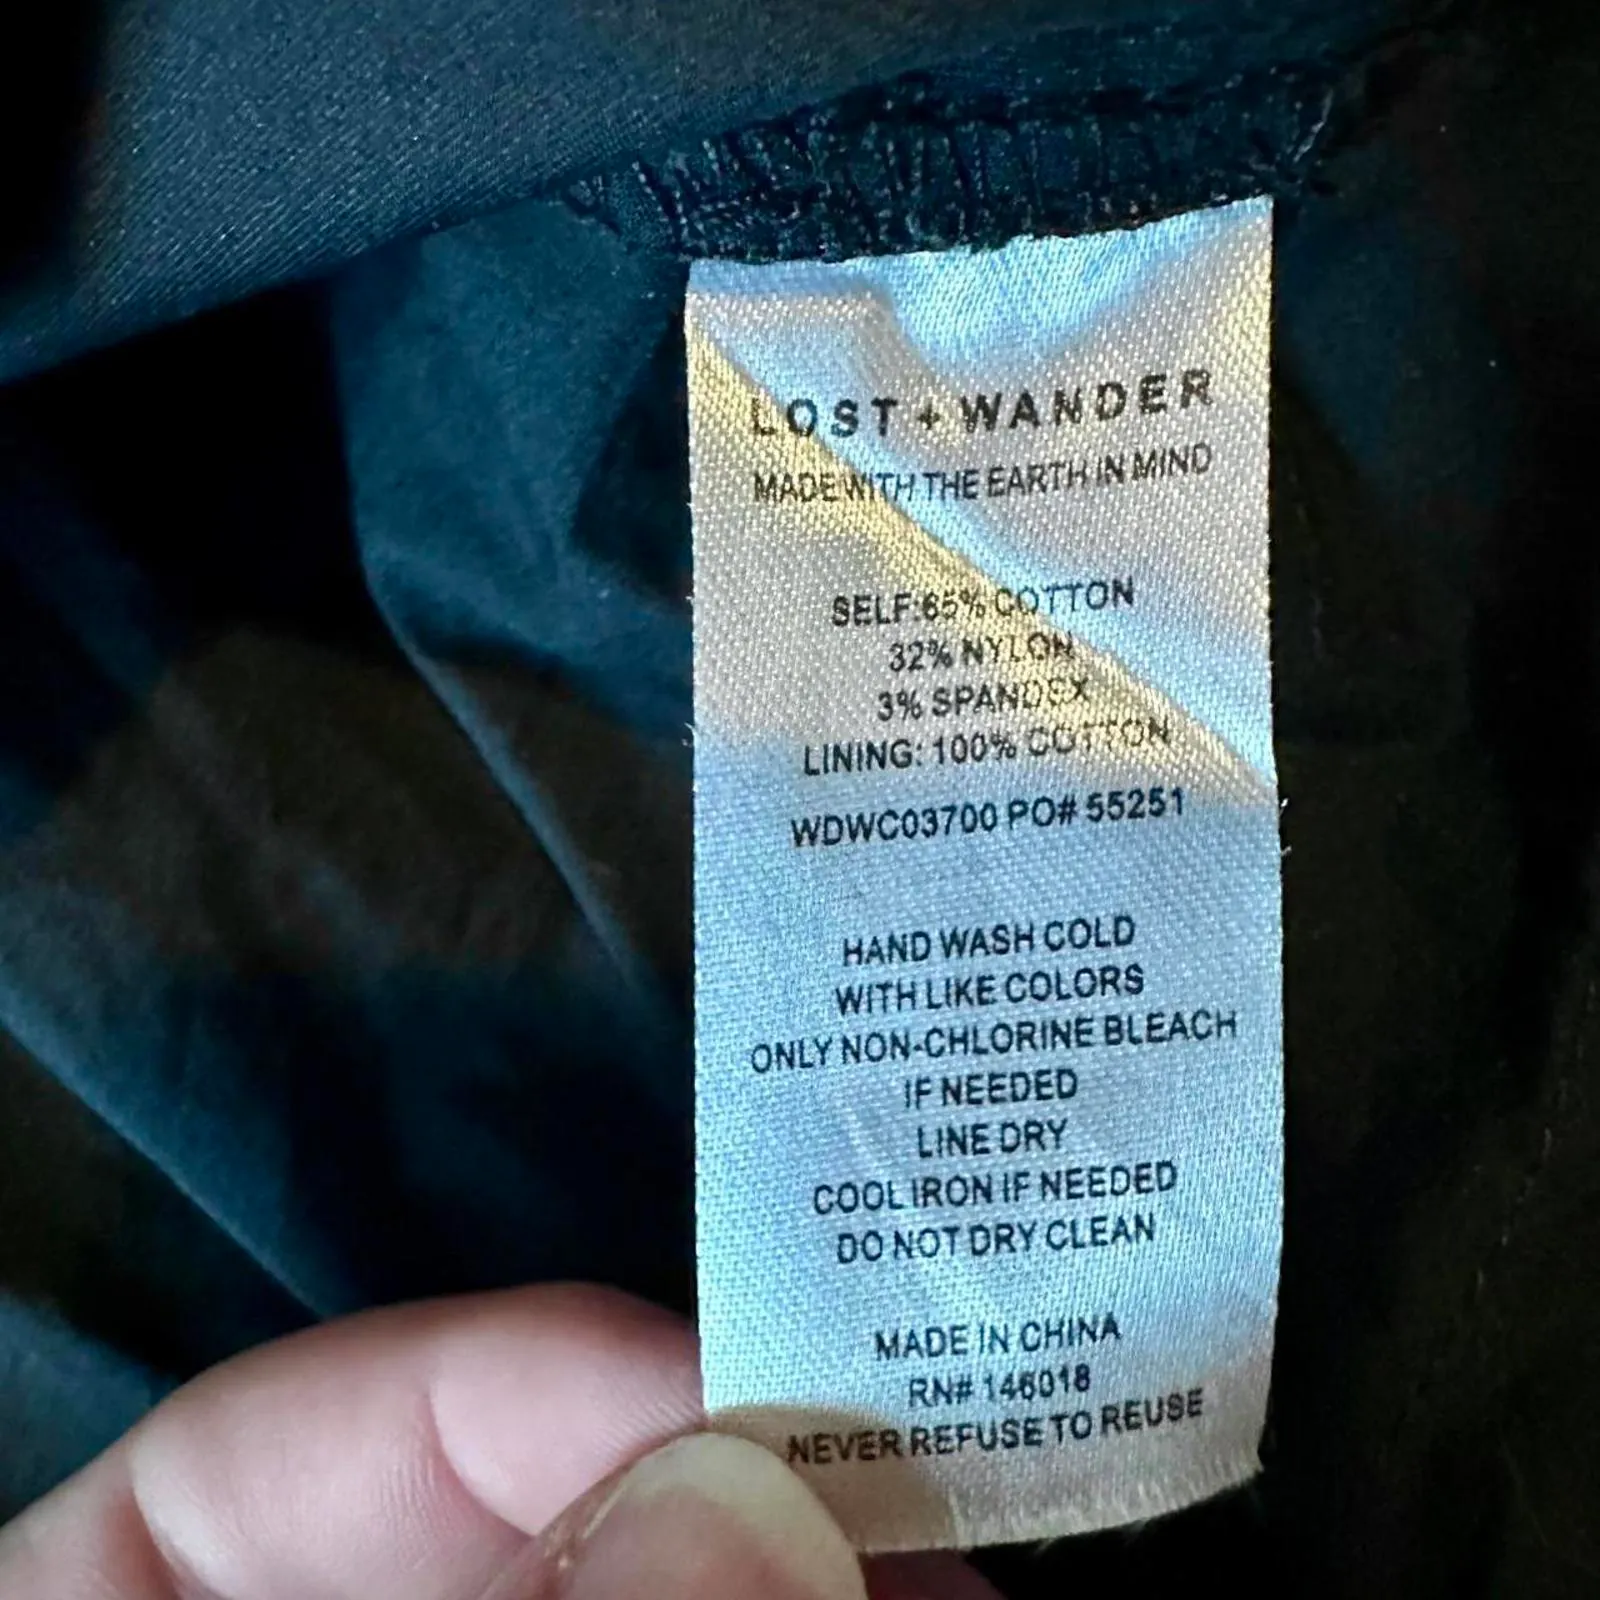 LOST + WANDER
MADE WITH THE EARTH IN MIND
SELF:65% COTTON
32% NYLON
3% SPANDEX
LINING: 100% COTTON
WDWC03700 PO# 55251
HAND WASH COLD
WITH LIKE COLORS
ONLY NON-CHLORINE BLEACH
IF NEEDED
LINE DRY
COOL IRON IF NEEDED
DO NOT DRY CLEAN
MADE IN CHINA
RN# 146018
NEVER REFUSE TO REUSE